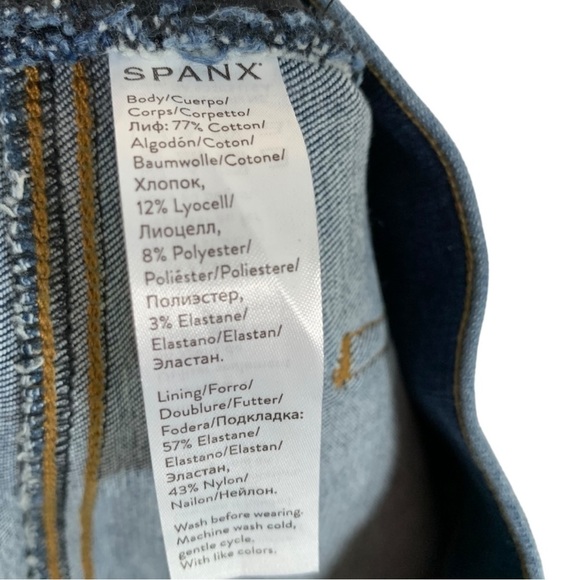 SPANX
Body/Cuerpo/
Corps/Corpetto/
Лиф: 77% Cotton/
Algodón/Coton/
Baumwolle/Cotone/
Хлопок,
12% Lyocell/
Лиоцелл,
8% Polyester/
Poliéster/Poliestere/
Полиэстер,
3% Elastane/
Elastano/Elastan/
Эластан.
Lining/Forro/
Doublure/Futter/
Fodera/Подкладка:
57% Elastane/
Elastano/Elastan/
Эластан,
43% Nylon/
Nailon/Нейлон.
Wash before wearing.
Machine wash cold,
gentle cycle.
With like colors.